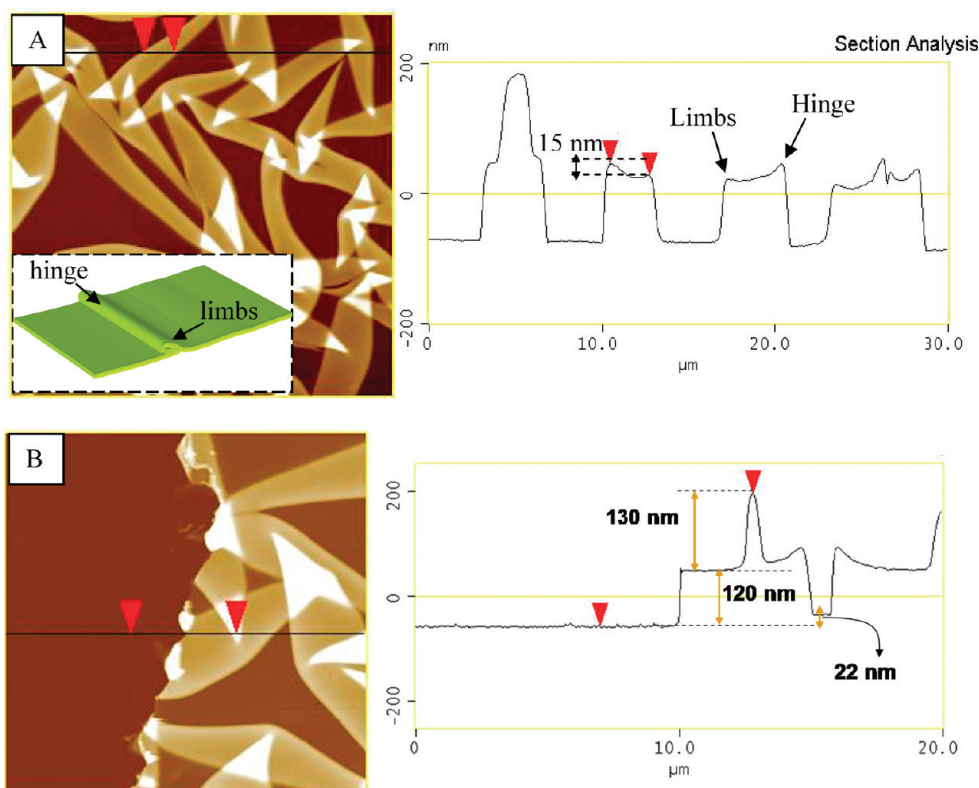 A
hinge
limbs
Section Analysis
nm
200
0
-200
15 nm
Limbs
Hinge
0
10.0
20.0
30.0
µm
B
200
0
-200
130 nm
120 nm
22 nm
0
10.0
20.0
µm